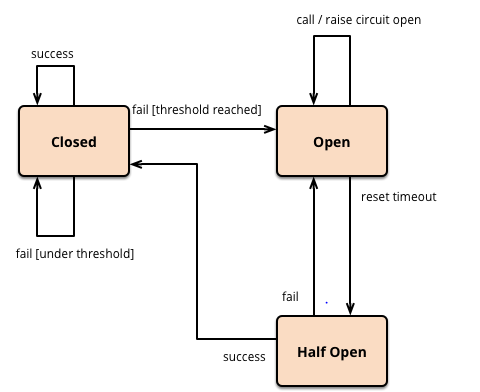 call / raise circuit open
success
fail [threshold reached]
Closed
Open
reset timeout
fail [under threshold]
fail
success
Half Open